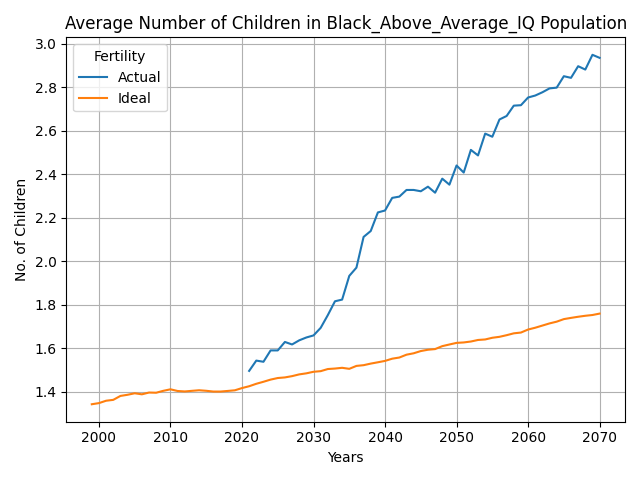 Average Number of Children in Black_Above_Average_IQ Population
Fertility
Actual
Ideal
3.0
2.8
2.6
2.4
2.2
2.0
1.8
1.6
1.4
No. of Children
2000 2010 2020 2030 2040 2050 2060 2070
Years